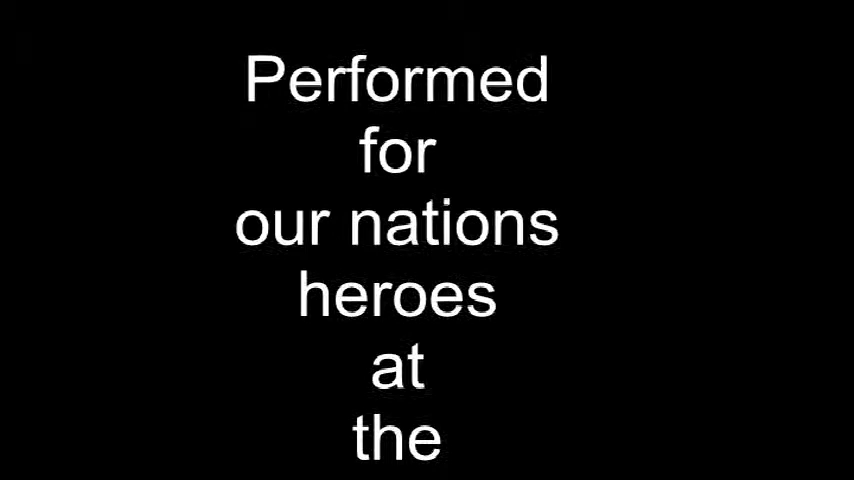 Performed
for
our nations
heroes
at
the